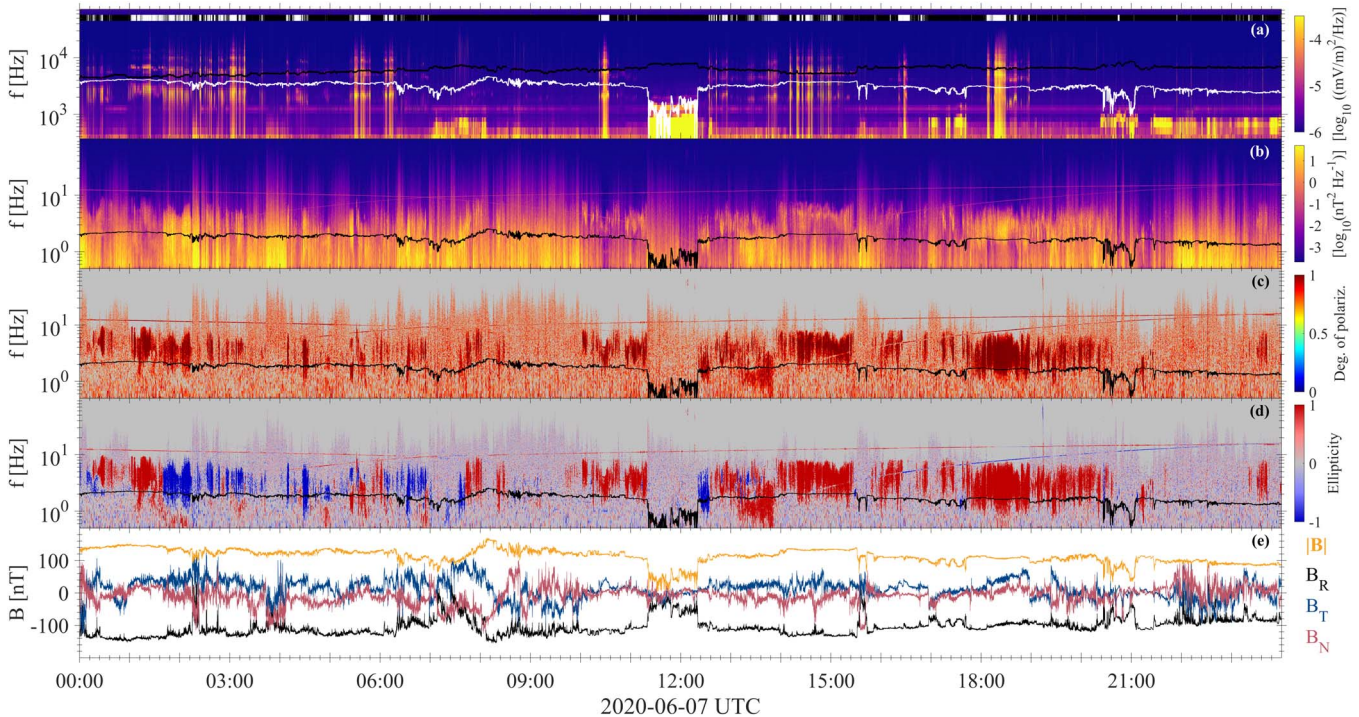 (a)
f [Hz]
10⁴
10³
-4
-5
-6
[log₁₀ ((mV/m)²/Hz)]
(b)
f [Hz]
10¹
10⁰
1
0
-1
-2
-3
[log₁₀(nT² Hz⁻¹)]
(c)
f [Hz]
10¹
10⁰
1
0.5
0
Deg. of polariz.
(d)
f [Hz]
10¹
10⁰
1
0
-1
Ellipticity
(e)
B [nT]
100
0
-100
|B|
B_R
B_T
B_N
00:00 03:00 06:00 09:00 12:00 15:00 18:00 21:00
2020-06-07 UTC